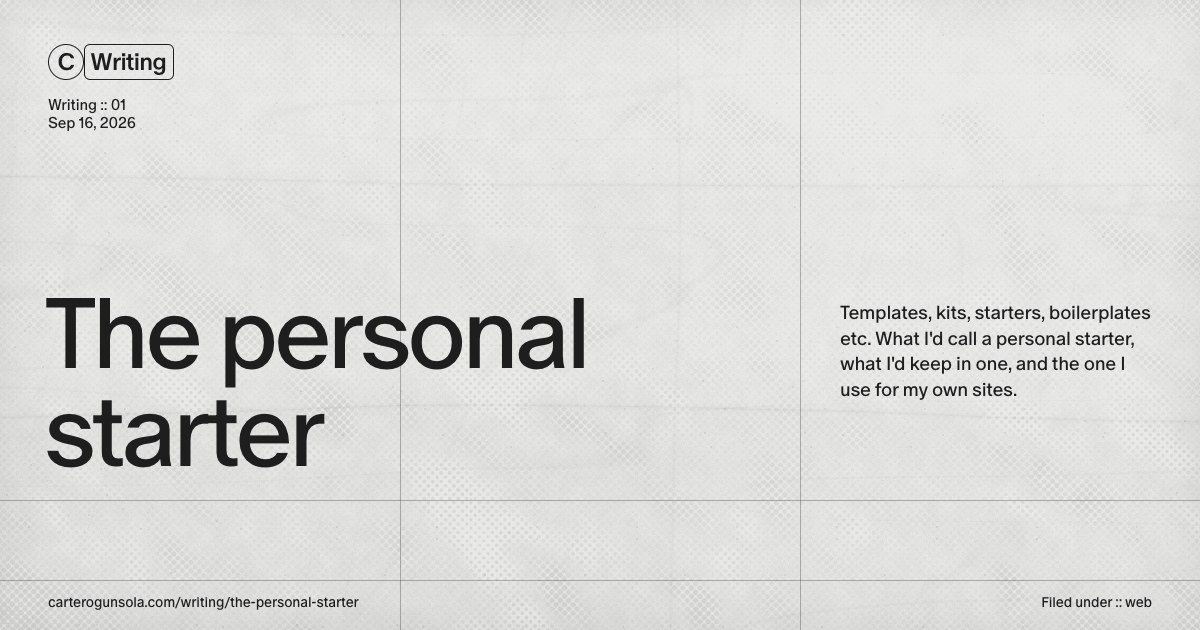 C Writing
Writing :: 01
Sep 16, 2026
The personal
starter
Templates, kits, starters, boilerplates
etc. What I'd call a personal starter,
what I'd keep in one, and the one I
use for my own sites.
carterogunsola.com/writing/the-personal-starter
Filed under :: web